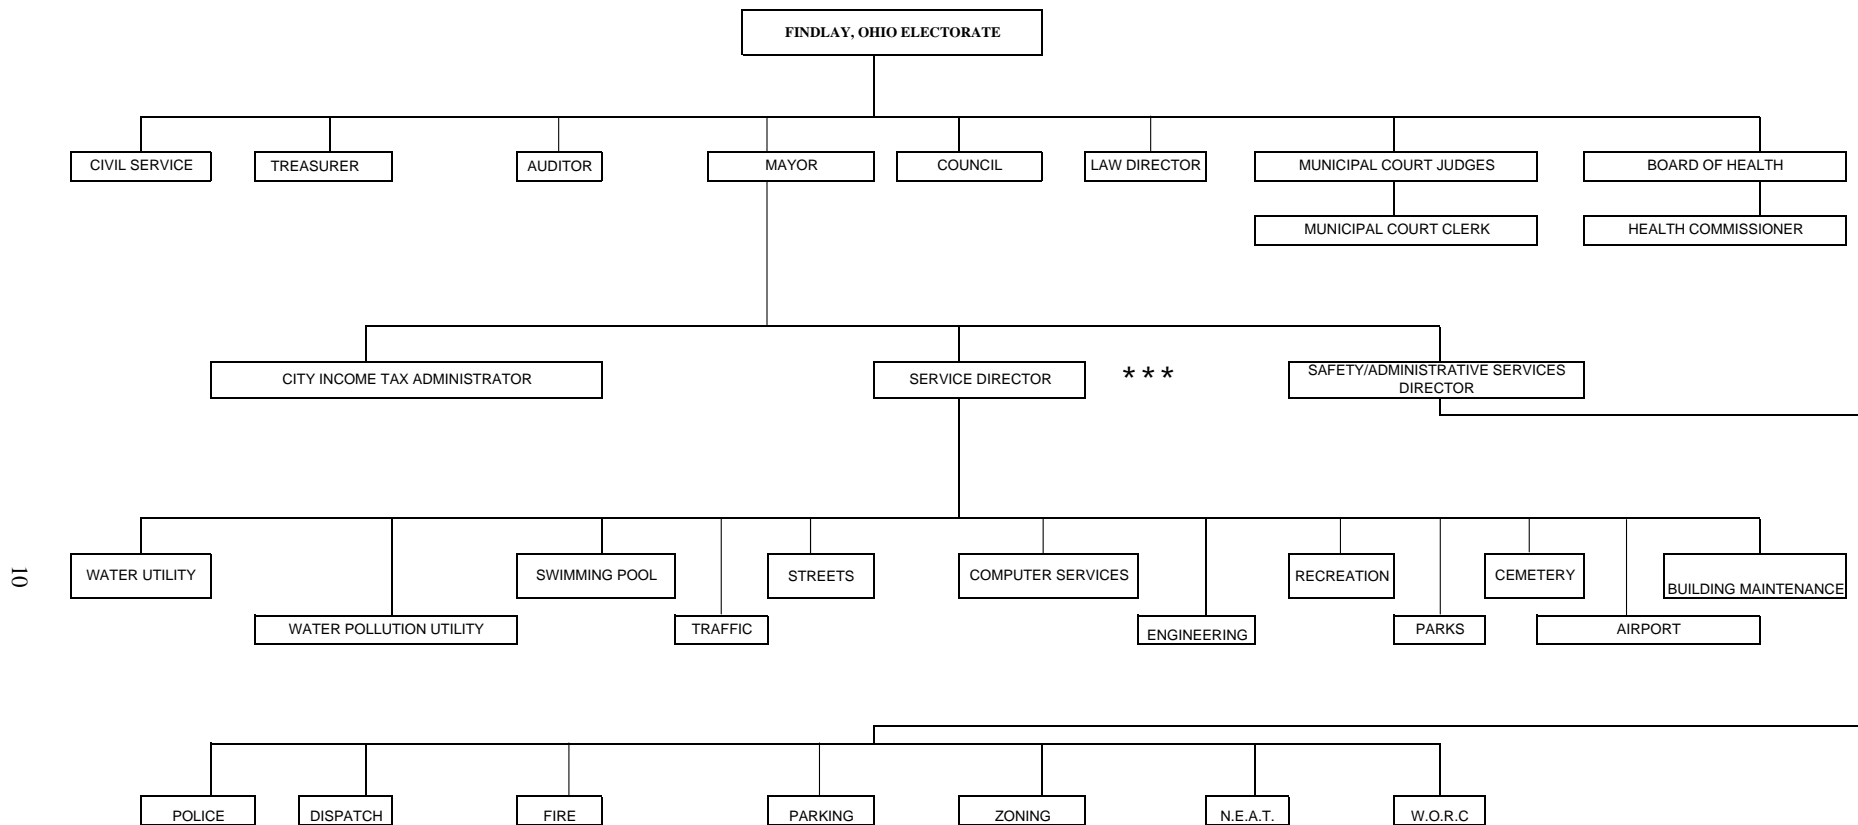 FINDLAY, OHIO ELECTORATE
CIVIL SERVICE
TREASURER
AUDITOR
MAYOR
COUNCIL
LAW DIRECTOR
MUNICIPAL COURT JUDGES
BOARD OF HEALTH
MUNICIPAL COURT CLERK
HEALTH COMMISSIONER
CITY INCOME TAX ADMINISTRATOR
SERVICE DIRECTOR
***
SAFETY/ADMINISTRATIVE SERVICES
DIRECTOR
WATER UTILITY
SWIMMING POOL
STREETS
COMPUTER SERVICES
RECREATION
CEMETERY
BUILDING MAINTENANCE
WATER POLLUTION UTILITY
TRAFFIC
ENGINEERING
PARKS
AIRPORT
POLICE
DISPATCH
FIRE
PARKING
ZONING
N.E.A.T.
W.O.R.C
10